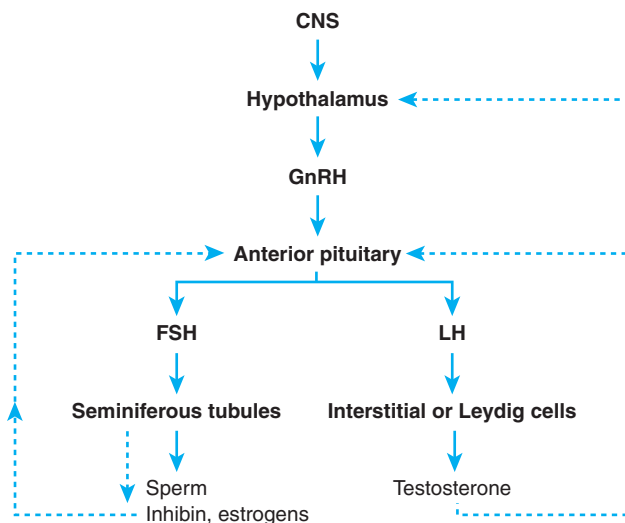 CNS
Hypothalamus
GnRH
Anterior pituitary
FSH LH
Seminiferous tubules Interstitial or Leydig cells
Sperm Testosterone
Inhibin, estrogens